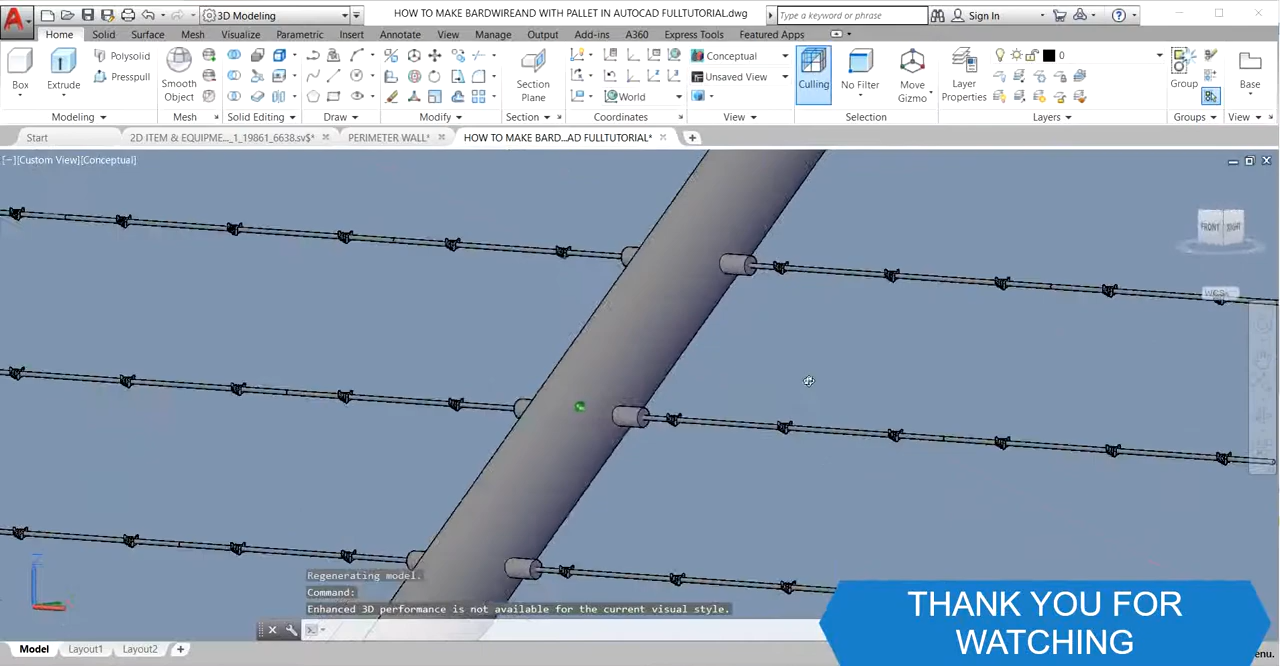 3D Modeling
HOW TO MAKE BARDWIREAND WITH PALLET IN AUTOCAD FULLTUTORIAL.dwg
Type a keyword or phrase
Sign In
Home Solid Surface Mesh Visualize Parametric Insert Annotate View Manage Output Add-ins A360 Express Tools Featured Apps
Polysolid
Presspull
Conceptual
Unsaved View
World
0
Box Extrude
Smooth Object
Section Plane
Culling No Filter Move Gizmo
Layer Properties
Group Base
Modeling Mesh Solid Editing Draw Modify Section Coordinates View Selection Layers Groups View
Start 2D ITEM & EQUIPME..._1_19861_6638.sv$* PERIMETER WALL* HOW TO MAKE BARD...AD FULLTUTORIAL*
[−][Custom View][Conceptual]
FRONT RIGHT
WCS
Regenerating model.
Command:
Enhanced 3D performance is not available for the current visual style.
THANK YOU FOR
WATCHING
Model Layout1 Layout2
enu.